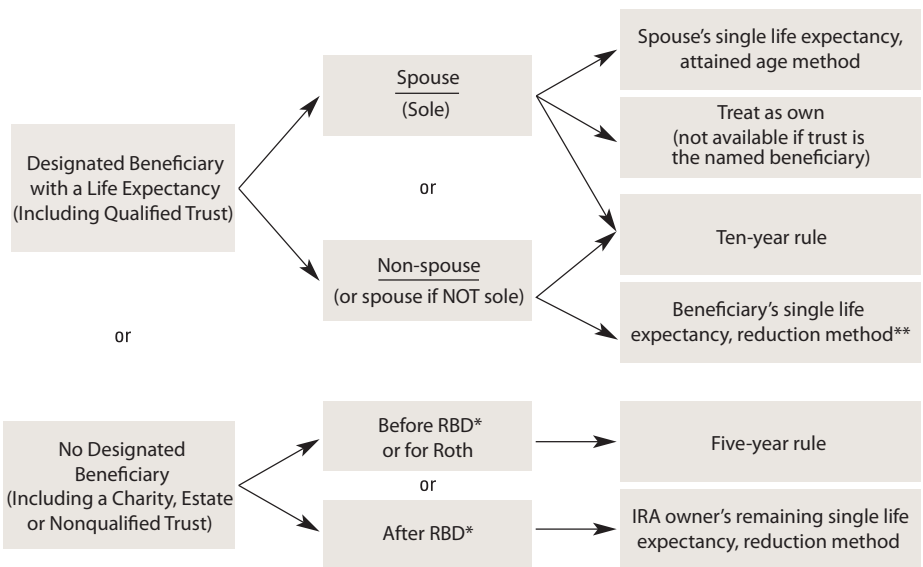 Designated Beneficiary
with a Life Expectancy
(Including Qualified Trust)
or
No Designated
Beneficiary
(Including a Charity, Estate
or Nonqualified Trust)
Spouse
(Sole)
or
Non-spouse
(or spouse if NOT sole)
Before RBD*
or for Roth
or
After RBD*
Spouse's single life expectancy,
attained age method
Treat as own
(not available if trust is
the named beneficiary)
Ten-year rule
Beneficiary's single life
expectancy, reduction method**
Five-year rule
IRA owner's remaining single life
expectancy, reduction method